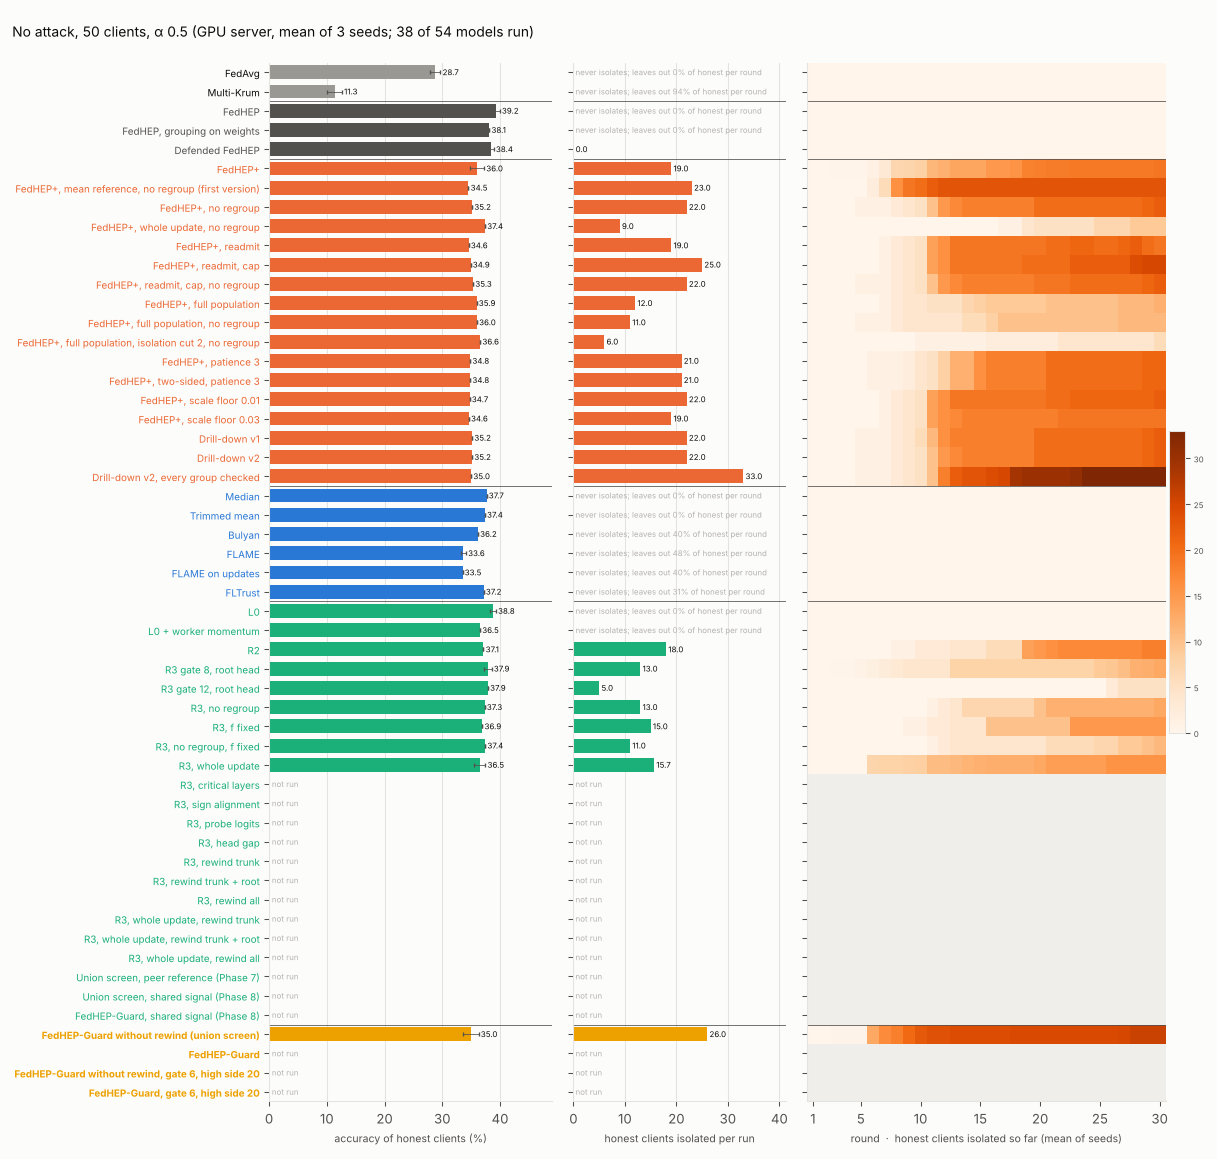 No attack, 50 clients, α 0.5 (GPU server, mean of 3 seeds; 38 of 54 models run)
FedAvg 28.7 never isolates; leaves out 0% of honest per round
Multi-Krum 11.3 never isolates; leaves out 94% of honest per round
FedHEP 39.2 never isolates; leaves out 0% of honest per round
FedHEP, grouping on weights 38.1 never isolates; leaves out 0% of honest per round
Defended FedHEP 38.4 0.0
FedHEP+ 36.0 19.0
FedHEP+, mean reference, no regroup (first version) 34.5 23.0
FedHEP+, no regroup 35.2 22.0
FedHEP+, whole update, no regroup 37.4 9.0
FedHEP+, readmit 34.6 19.0
FedHEP+, readmit, cap 34.9 25.0
FedHEP+, readmit, cap, no regroup 35.3 22.0
FedHEP+, full population 35.9 12.0
FedHEP+, full population, no regroup 36.0 11.0
FedHEP+, full population, isolation cut 2, no regroup 36.6 6.0
FedHEP+, patience 3 34.8 21.0
FedHEP+, two-sided, patience 3 34.8 21.0
FedHEP+, scale floor 0.01 34.7 22.0
FedHEP+, scale floor 0.03 34.6 19.0
Drill-down v1 35.2 22.0
Drill-down v2 35.2 22.0
Drill-down v2, every group checked 35.0 33.0
Median 37.7 never isolates; leaves out 0% of honest per round
Trimmed mean 37.4 never isolates; leaves out 0% of honest per round
Bulyan 36.2 never isolates; leaves out 40% of honest per round
FLAME 33.6 never isolates; leaves out 48% of honest per round
FLAME on updates 33.5 never isolates; leaves out 40% of honest per round
FLTrust 37.2 never isolates; leaves out 31% of honest per round
L0 38.8 never isolates; leaves out 0% of honest per round
L0 + worker momentum 36.5 never isolates; leaves out 0% of honest per round
R2 37.1 18.0
R3 gate 8, root head 37.9 13.0
R3 gate 12, root head 37.9 5.0
R3, no regroup 37.3 13.0
R3, f fixed 36.9 15.0
R3, no regroup, f fixed 37.4 11.0
R3, whole update 36.5 15.7
R3, critical layers not run not run
R3, sign alignment not run not run
R3, probe logits not run not run
R3, head gap not run not run
R3, rewind trunk not run not run
R3, rewind trunk + root not run not run
R3, rewind all not run not run
R3, whole update, rewind trunk not run not run
R3, whole update, rewind trunk + root not run not run
R3, whole update, rewind all not run not run
Union screen, peer reference (Phase 7) not run not run
Union screen, shared signal (Phase 8) not run not run
FedHEP-Guard, shared signal (Phase 8) not run not run
FedHEP-Guard without rewind (union screen) 35.0 26.0
FedHEP-Guard not run not run
FedHEP-Guard without rewind, gate 6, high side 20 not run not run
FedHEP-Guard, gate 6, high side 20 not run not run
0 10 20 30 40
accuracy of honest clients (%)
0 10 20 30 40
honest clients isolated per run
1 5 10 15 20 25 30
round · honest clients isolated so far (mean of seeds)
30
25
20
15
10
5
0